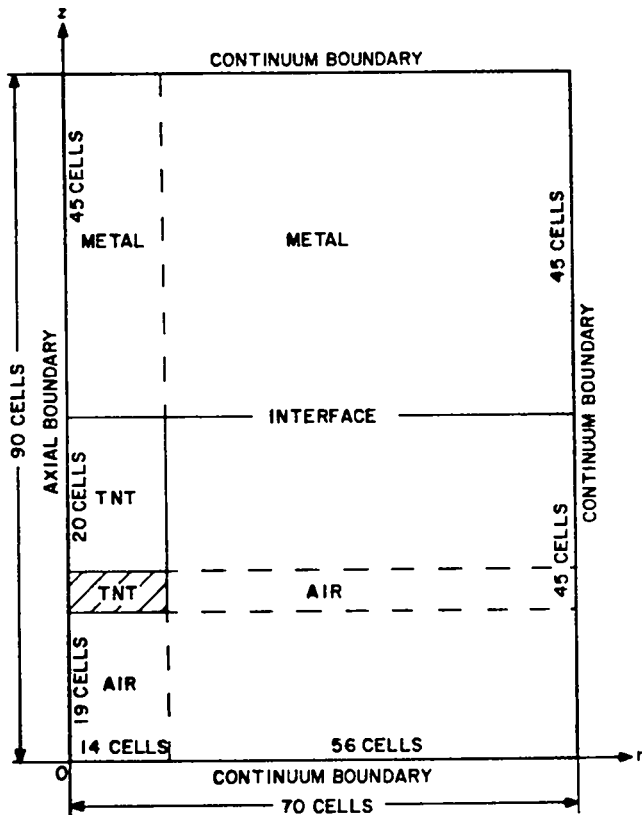 z
CONTINUUM BOUNDARY
45 CELLS
METAL
METAL
45 CELLS
90 CELLS
AXIAL BOUNDARY
INTERFACE
CONTINUUM BOUNDARY
20 CELLS
TNT
45 CELLS
TNT
AIR
19 CELLS
AIR
14 CELLS
56 CELLS
r
O
CONTINUUM BOUNDARY
70 CELLS